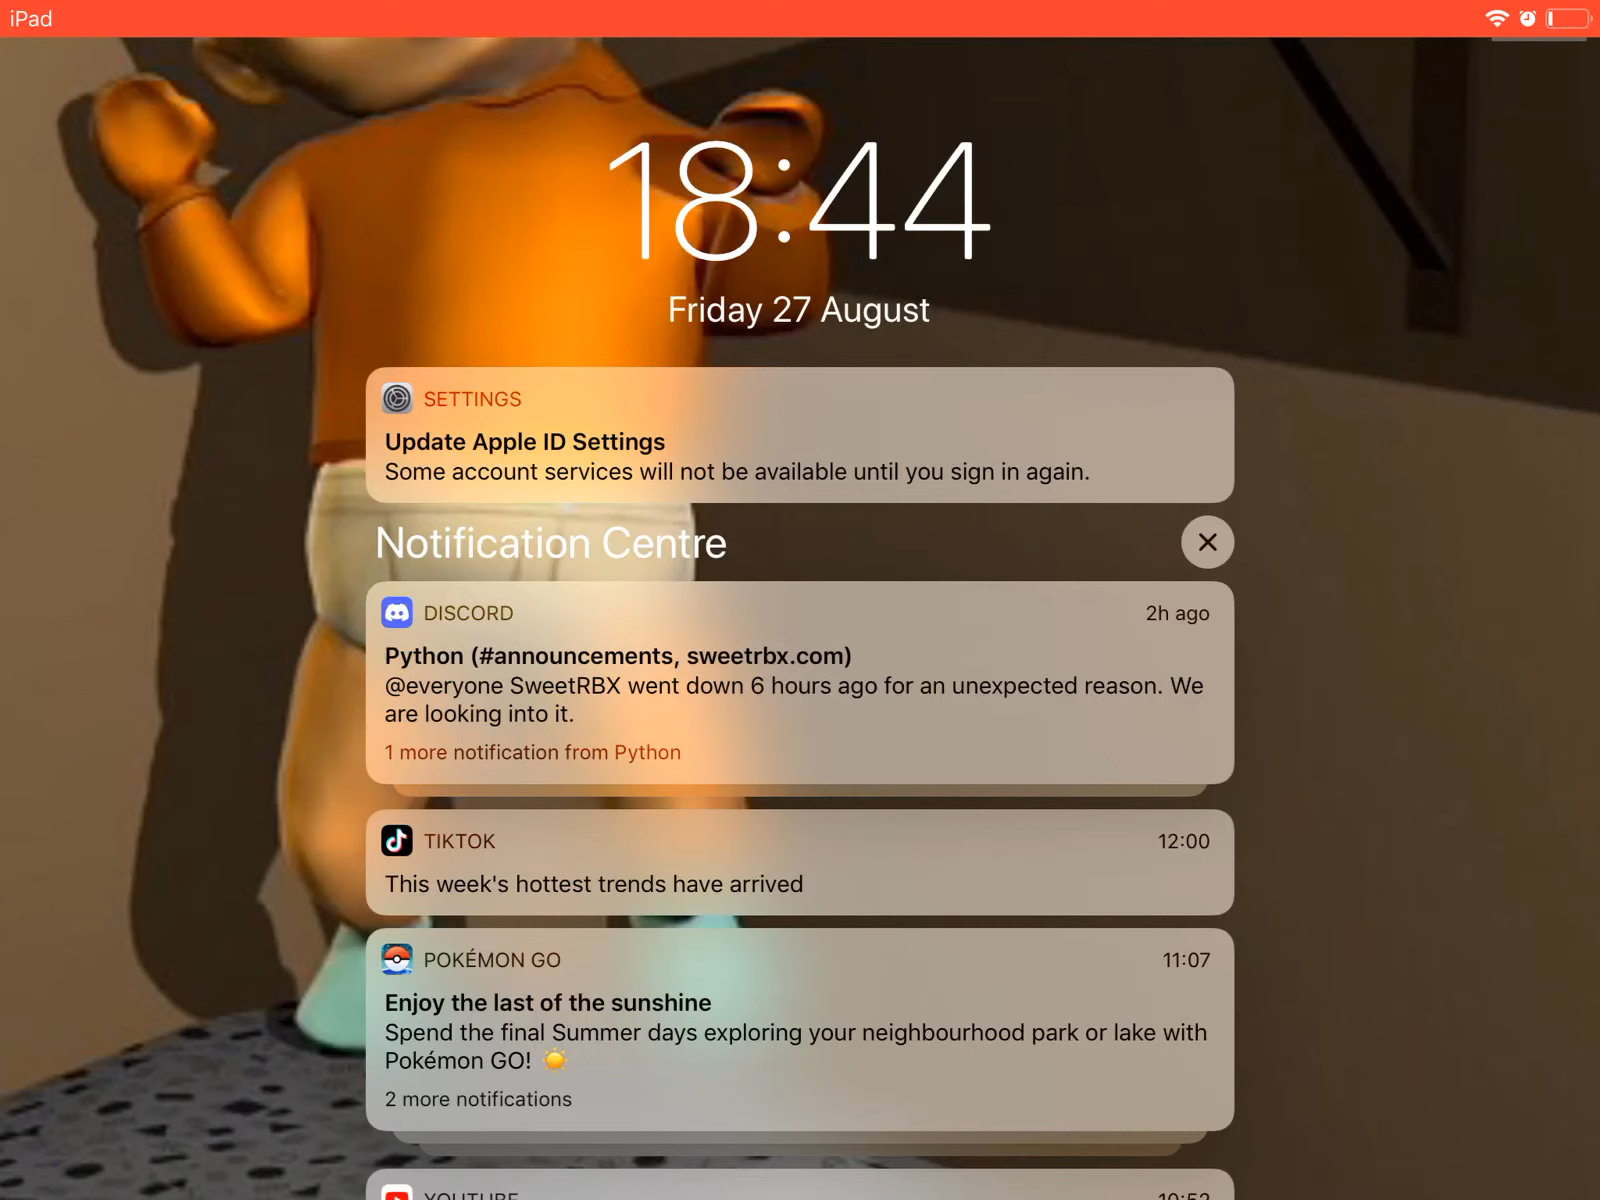 iPad
18:44
Friday 27 August
SETTINGS
Update Apple ID Settings
Some account services will not be available until you sign in again.
Notification Centre
DISCORD
2h ago
Python (#announcements, sweetrbx.com)
@everyone SweetRBX went down 6 hours ago for an unexpected reason. We
are looking into it.
1 more notification from Python
TIKTOK
12:00
This week's hottest trends have arrived
POKÉMON GO
11:07
Enjoy the last of the sunshine
Spend the final Summer days exploring your neighbourhood park or lake with
Pokémon GO! ☀️
2 more notifications
YOUTUBE
10:52